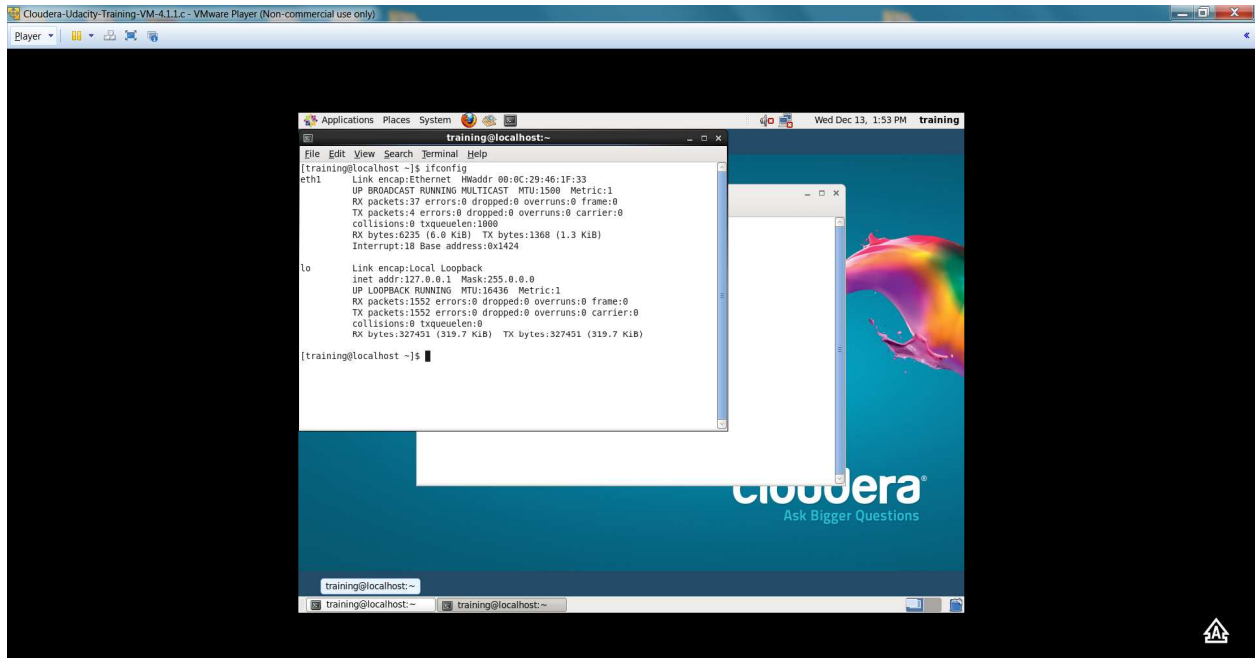 Cloudera-Udacity-Training-VM-4.1.1.c - VMware Player (Non-commercial use only)
Player
Applications Places System Wed Dec 13, 1:53 PM training
training@localhost:~
File Edit View Search Terminal Help
[training@localhost ~]$ ifconfig
eth1 Link encap:Ethernet HWaddr 00:0C:29:46:1F:33
UP BROADCAST RUNNING MULTICAST MTU:1500 Metric:1
RX packets:37 errors:0 dropped:0 overruns:0 frame:0
TX packets:4 errors:0 dropped:0 overruns:0 carrier:0
collisions:0 txqueuelen:1000
RX bytes:6235 (6.0 KiB) TX bytes:1368 (1.3 KiB)
Interrupt:18 Base address:0x1424
lo Link encap:Local Loopback
inet addr:127.0.0.1 Mask:255.0.0.0
UP LOOPBACK RUNNING MTU:16436 Metric:1
RX packets:1552 errors:0 dropped:0 overruns:0 frame:0
TX packets:1552 errors:0 dropped:0 overruns:0 carrier:0
collisions:0 txqueuelen:0
RX bytes:327451 (319.7 KiB) TX bytes:327451 (319.7 KiB)
[training@localhost ~]$
cloudera®
Ask Bigger Questions
training@localhost:~
training@localhost:~ training@localhost:~
A